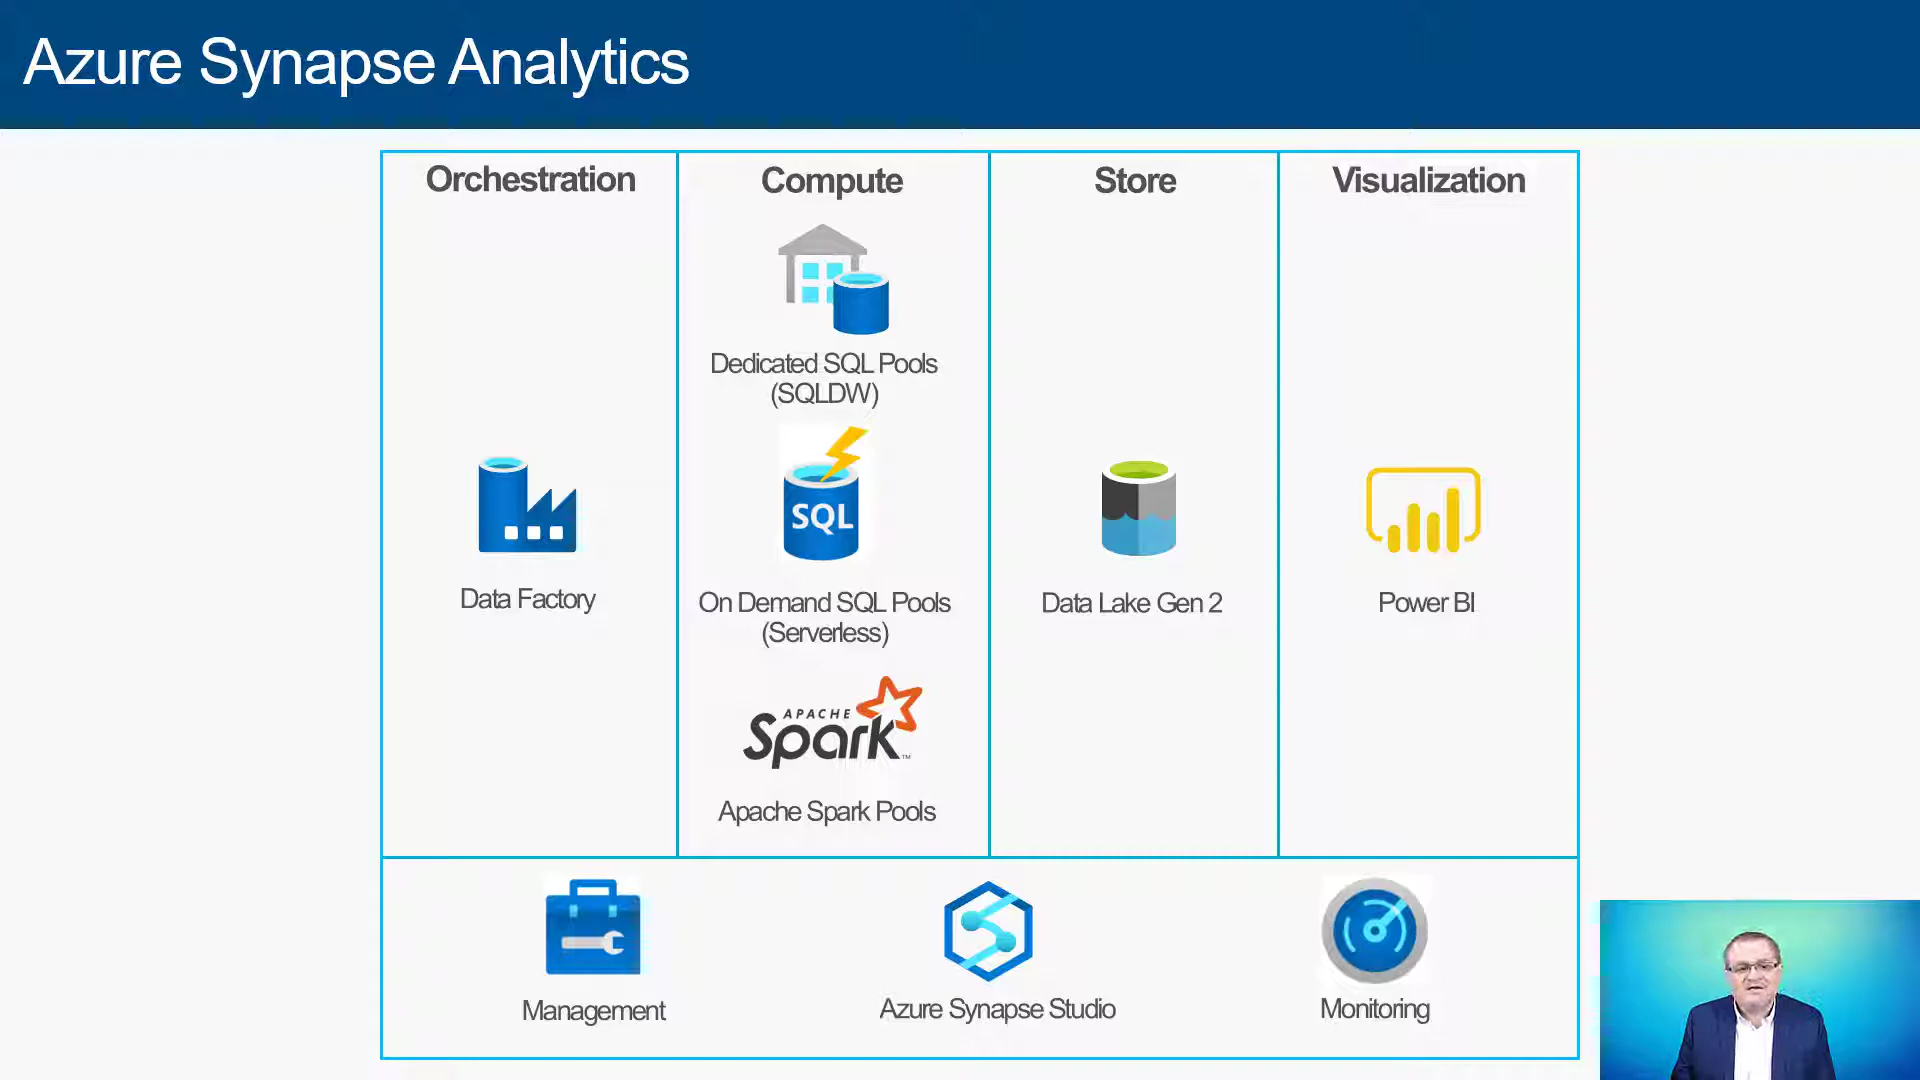 Azure Synapse Analytics
Orchestration
Compute
Store
Visualization
Dedicated SQL Pools
(SQLDW)
SQL
Data Factory
On Demand SQL Pools
(Serverless)
Data Lake Gen 2
Power BI
APACHE
Spark™
Apache Spark Pools
Management
Azure Synapse Studio
Monitoring